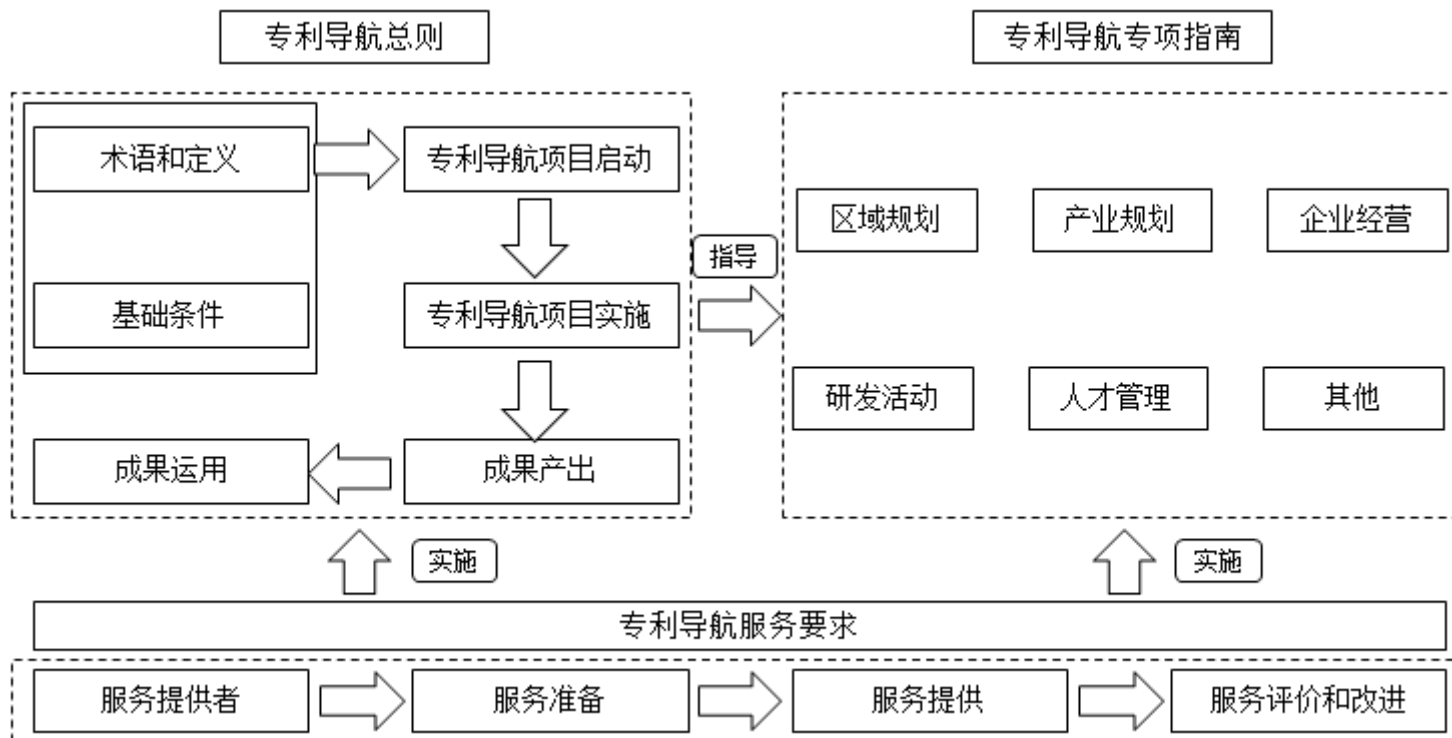 专利导航总则
专利导航专项指南
术语和定义
专利导航项目启动
基础条件
专利导航项目实施
成果运用
成果产出
指导
区域规划
产业规划
企业经营
研发活动
人才管理
其他
实施
实施
专利导航服务要求
服务提供者
服务准备
服务提供
服务评价和改进